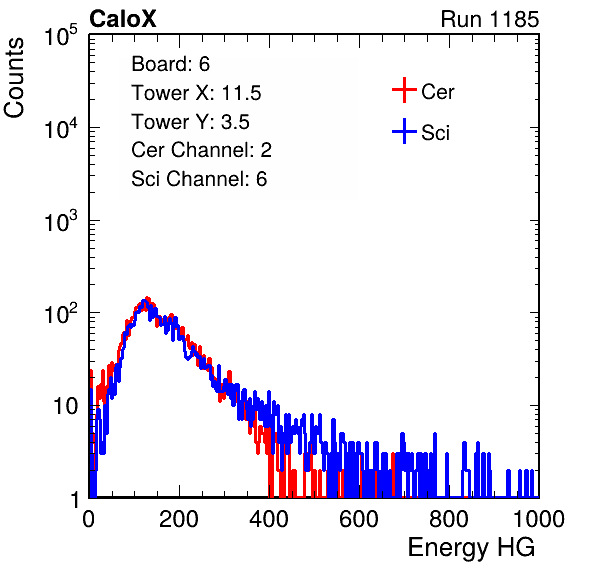 CaloX Run 1185
Board: 6
Tower X: 11.5
Tower Y: 3.5
Cer Channel: 2
Sci Channel: 6
Cer
Sci
Counts
10^5
10^4
10^3
10^2
10
1
0 200 400 600 800 1000
Energy HG